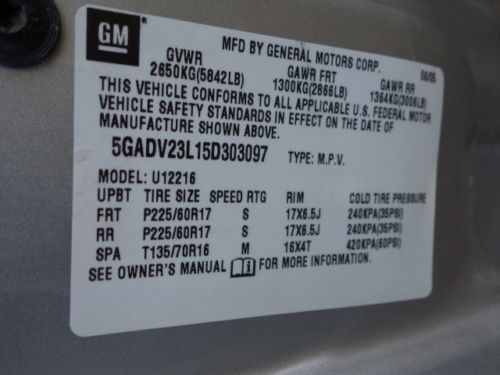 GM
MFD BY GENERAL MOTORS CORP.
GVWR GAWR FRT GAWR RR
2650KG(5842LB) 1300KG(2866LB) 1364KG(3006LB)
THIS VEHICLE CONFORMS TO ALL APPLICABLE U.S. FEDERAL MOTOR
VEHICLE SAFETY STANDARDS IN EFFECT ON THE DATE OF
MANUFACTURE SHOWN ABOVE.
5GADV23L15D303097 TYPE: M.P.V.
MODEL: U12216
UPBT TIRE SIZE SPEED RTG RIM COLD TIRE PRESSURE
FRT P225/60R17 S 17X6.5J 240KPA(35PSI)
RR P225/60R17 S 17X6.5J 240KPA(35PSI)
SPA T135/70R16 M 16X4T 420KPA(60PSI)
SEE OWNER'S MANUAL FOR MORE INFORMATION.